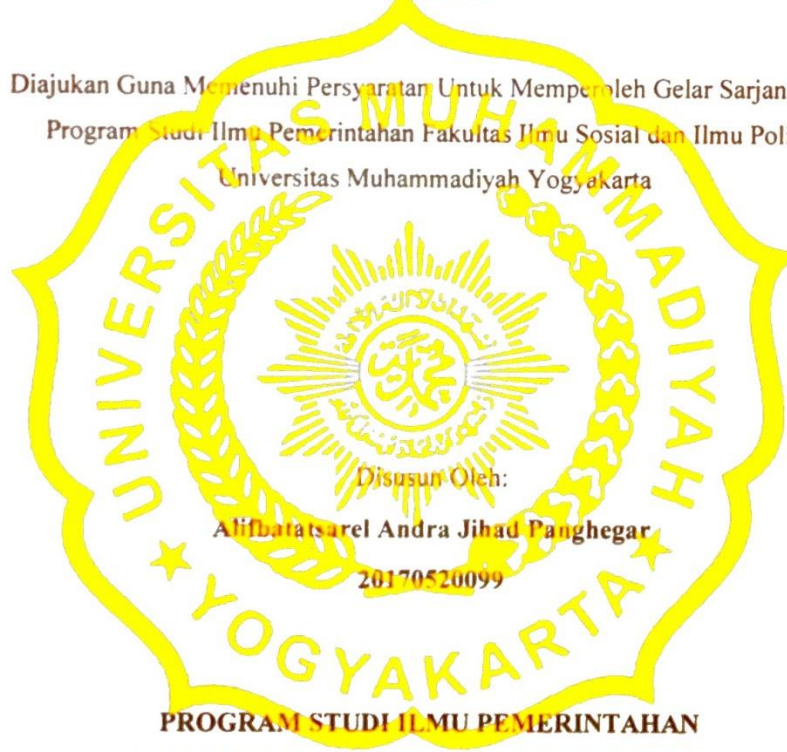 Diajukan Guna Memenuhi Persyaratan Untuk Memperoleh Gelar Sarjan
Program Studi Ilmu Pemerintahan Fakultas Ilmu Sosial dan Ilmu Pol
Universitas Muhammadiyah Yogyakarta
UNIVERSITAS MUHAMMADIYAH
YOGYAKARTA
Disusun Oleh:
Alifbatatsarel Andra Jihad Panghegar
20170520099
PROGRAM STUDI ILMU PEMERINTAHAN